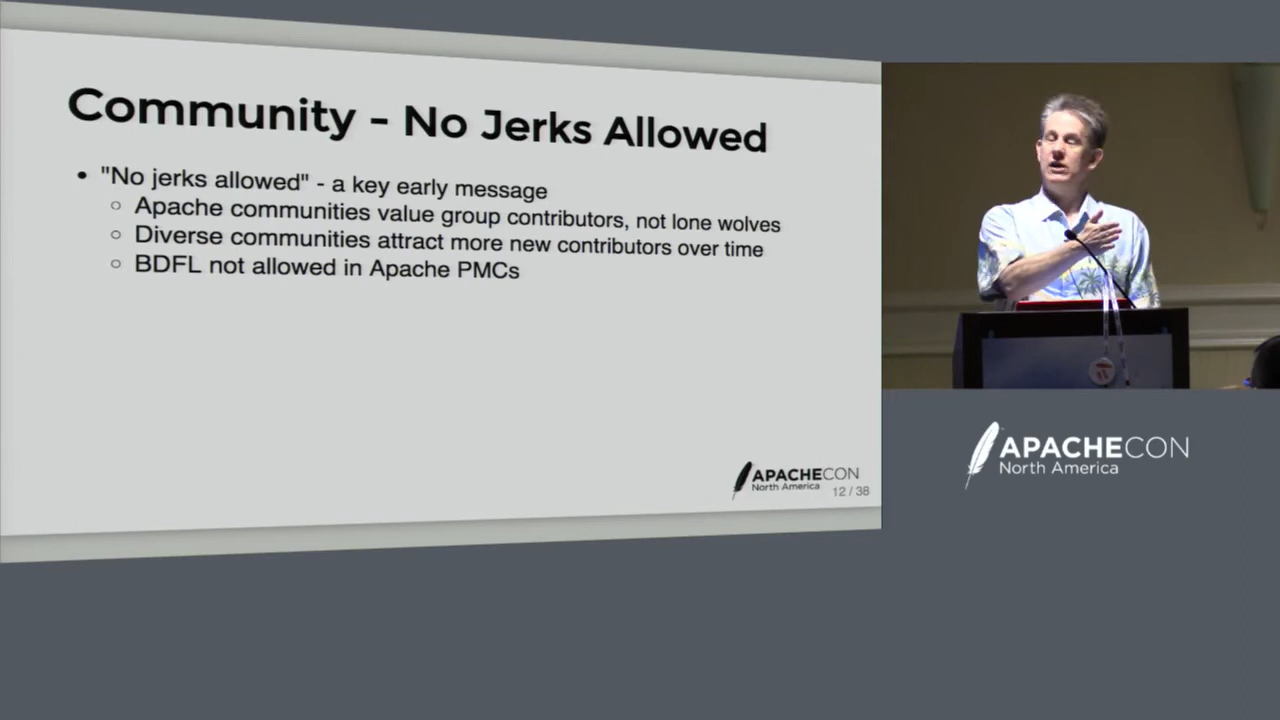 Community - No Jerks Allowed
• "No jerks allowed" - a key early message
○ Apache communities value group contributors, not lone wolves
○ Diverse communities attract more new contributors over time
○ BDFL not allowed in Apache PMCs
APACHECON
North America
12 / 38
APACHECON
North America